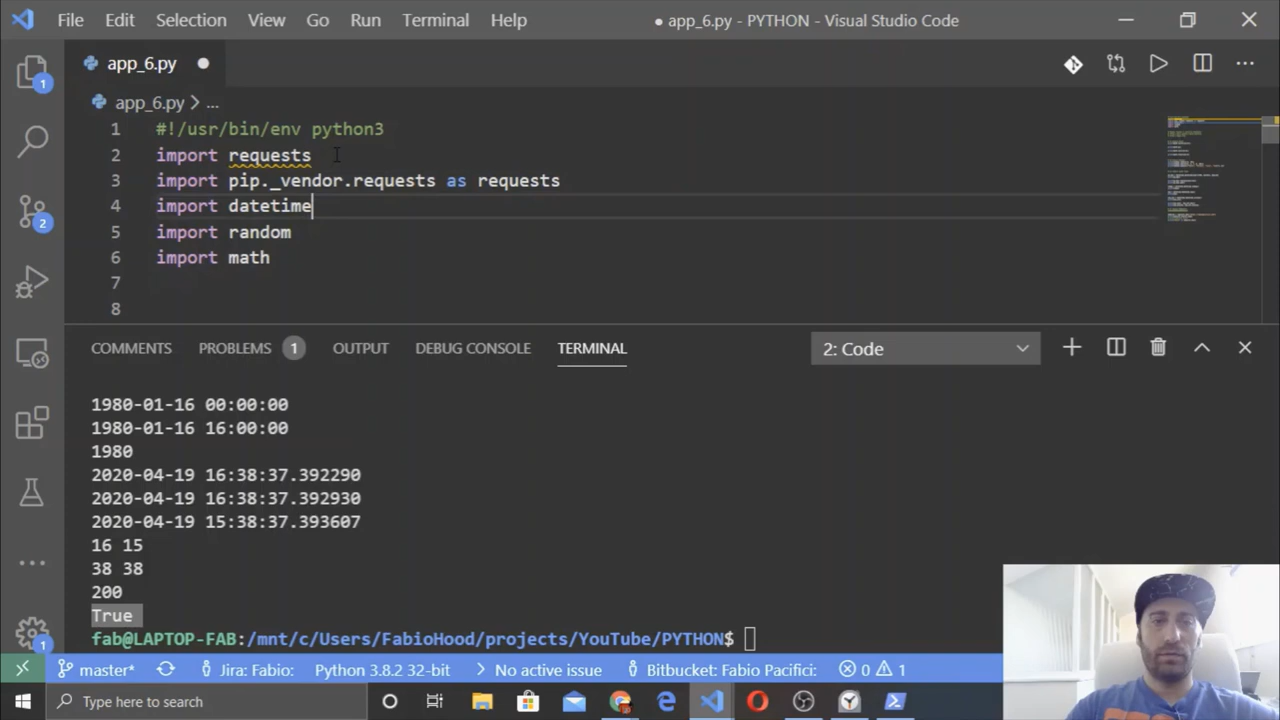 File Edit Selection View Go Run Terminal Help
● app_6.py - PYTHON - Visual Studio Code
app_6.py
app_6.py > ...
1 #!/usr/bin/env python3
2 import requests
3 import pip._vendor.requests as requests
4 import datetime
5 import random
6 import math
7
8
COMMENTS PROBLEMS 1 OUTPUT DEBUG CONSOLE TERMINAL 2: Code
1980-01-16 00:00:00
1980-01-16 16:00:00
1980
2020-04-19 16:38:37.392290
2020-04-19 16:38:37.392930
2020-04-19 15:38:37.393607
16 15
38 38
200
True
fab@LAPTOP-FAB:/mnt/c/Users/FabioHood/projects/YouTube/PYTHON$
1
2
1
master* Jira: Fabio: Python 3.8.2 32-bit No active issue Bitbucket: Fabio Pacifici: 0 1
Type here to search